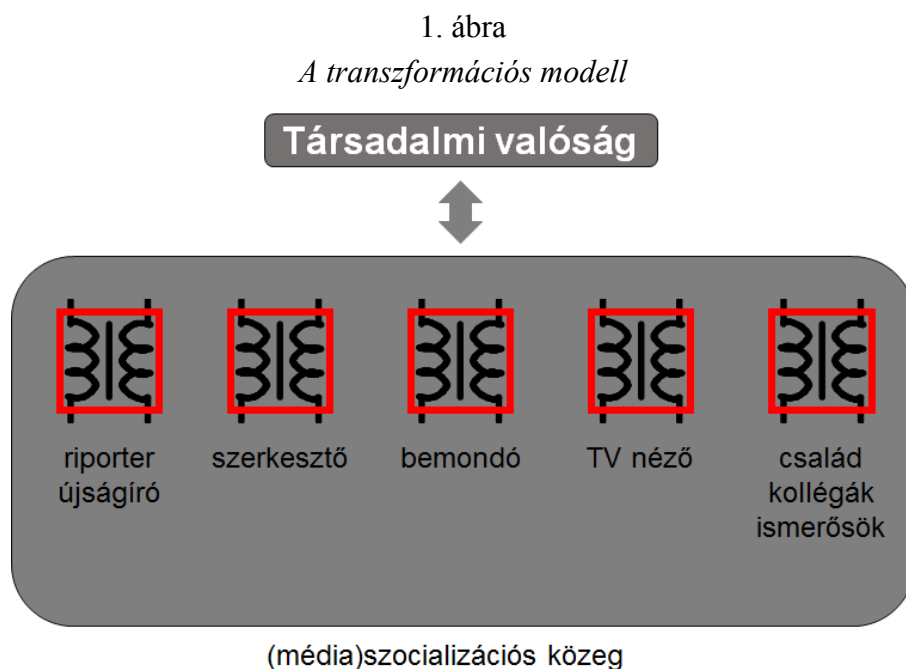 1. ábra
A transzformációs modell
Társadalmi valóság
riporter
újságíró
szerkesztő
bemondó
TV néző
család
kollégák
ismerősök
(média)szocializációs közeg